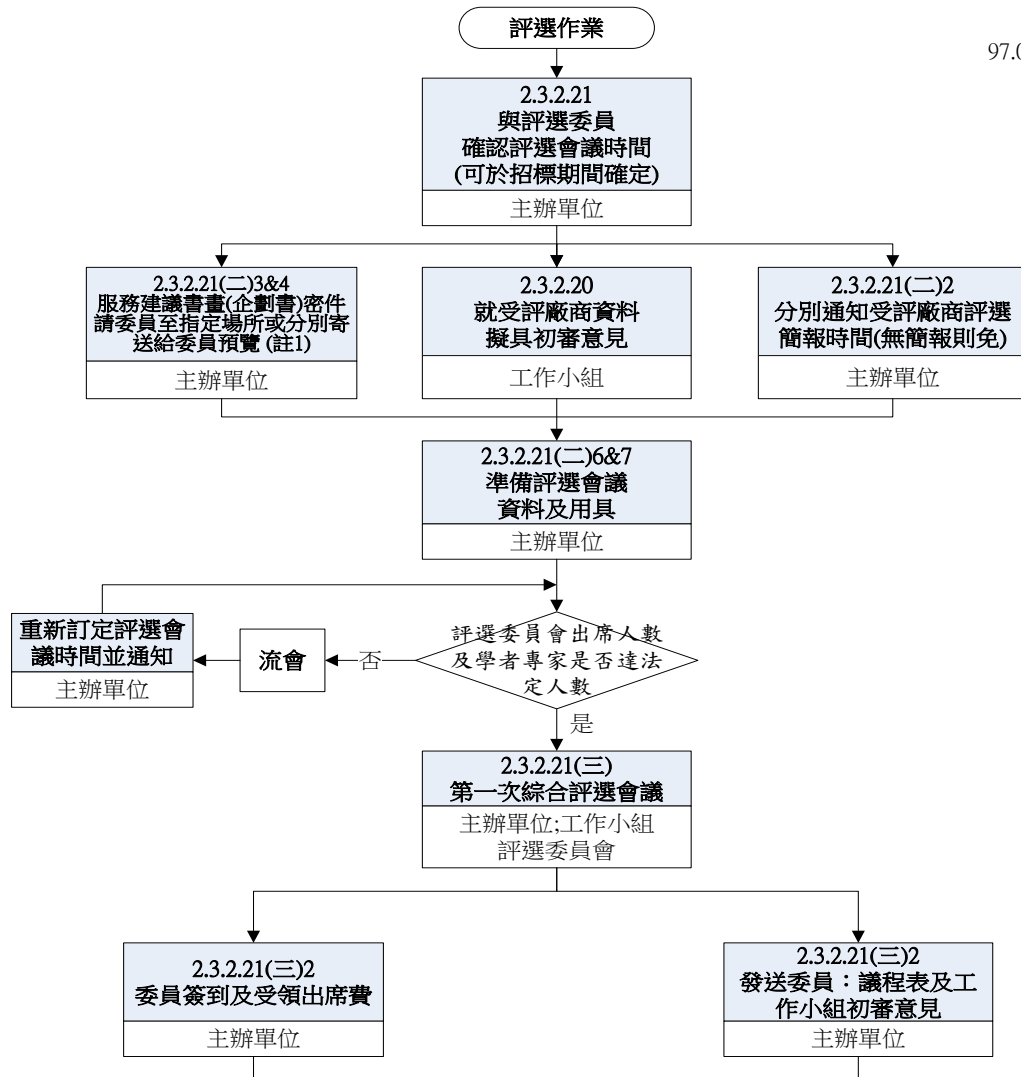 評選作業
97.0
2.3.2.21
與評選委員
確認評選會議時間
(可於招標期間確定)
主辦單位
2.3.2.21(二)3&4
服務建議書畫(企劃書)密件
請委員至指定場所或分別寄
送給委員預覽 (註1)
主辦單位
2.3.2.20
就受評廠商資料
擬具初審意見
工作小組
2.3.2.21(二)2
分別通知受評廠商評選
簡報時間(無簡報則免)
主辦單位
2.3.2.21(二)6&7
準備評選會議
資料及用具
主辦單位
重新訂定評選會
議時間並通知
主辦單位
流會
否
評選委員會出席人數
及學者專家是否達法
定人數
是
2.3.2.21(三)
第一次綜合評選會議
主辦單位;工作小組
評選委員會
2.3.2.21(三)2
委員簽到及受領出席費
主辦單位
2.3.2.21(三)2
發送委員：議程表及工
作小組初審意見
主辦單位